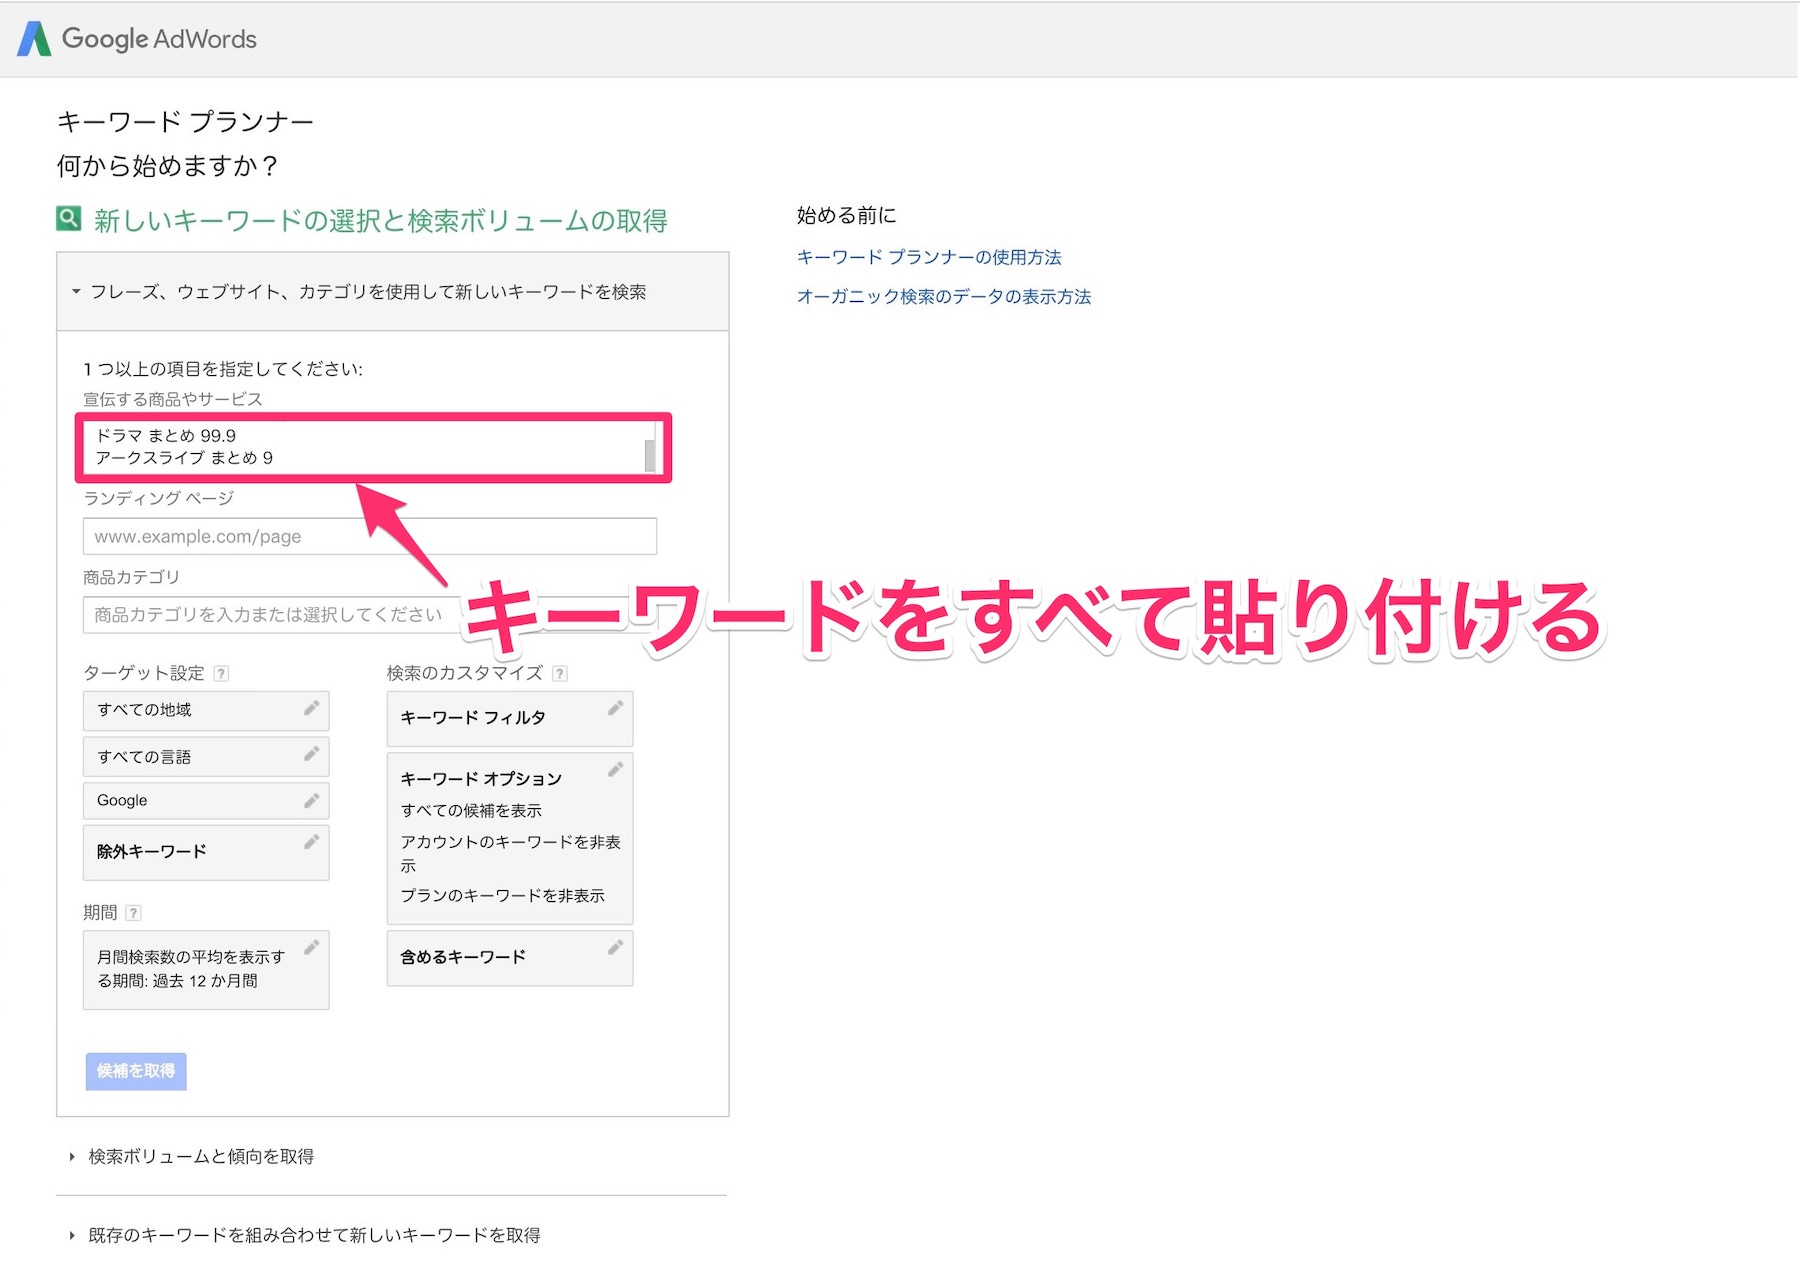 Google AdWords
キーワード プランナー
何から始めますか？
新しいキーワードの選択と検索ボリュームの取得
フレーズ、ウェブサイト、カテゴリを使用して新しいキーワードを検索
1 つ以上の項目を指定してください:
宣伝する商品やサービス
ドラマ まとめ 99.9
アークスライブ まとめ 9
ランディング ページ
www.example.com/page
商品カテゴリ
商品カテゴリを入力または選択してください
キーワードをすべて貼り付ける
ターゲット設定 ?
すべての地域
すべての言語
Google
除外キーワード
期間 ?
月間検索数の平均を表示す
る期間: 過去 12 か月間
検索のカスタマイズ ?
キーワード フィルタ
キーワード オプション
すべての候補を表示
アカウントのキーワードを非表
示
プランのキーワードを非表示
含めるキーワード
候補を取得
検索ボリュームと傾向を取得
既存のキーワードを組み合わせて新しいキーワードを取得
始める前に
キーワード プランナーの使用方法
オーガニック検索のデータの表示方法